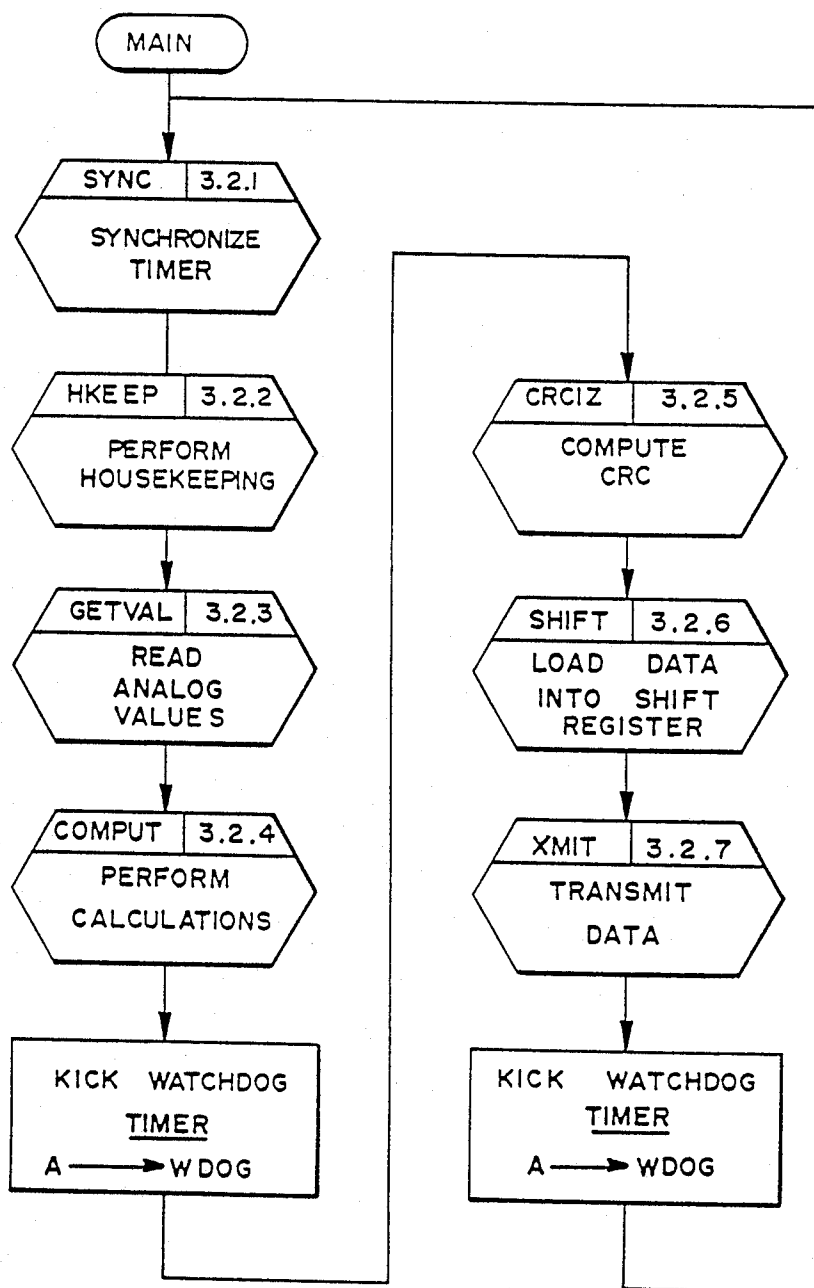 MAIN
SYNC 3.2.1
SYNCHRONIZE
TIMER
HKEEP 3.2.2
PERFORM
HOUSEKEEPING
GETVAL 3.2.3
READ
ANALOG
VALUES
COMPUT 3.2.4
PERFORM
CALCULATIONS
KICK WATCHDOG
TIMER
A WDOG
CRCIZ 3.2.5
COMPUTE
CRC
SHIFT 3.2.6
LOAD DATA
INTO SHIFT
REGISTER
XMIT 3.2.7
TRANSMIT
DATA
KICK WATCHDOG
TIMER
A WDOG